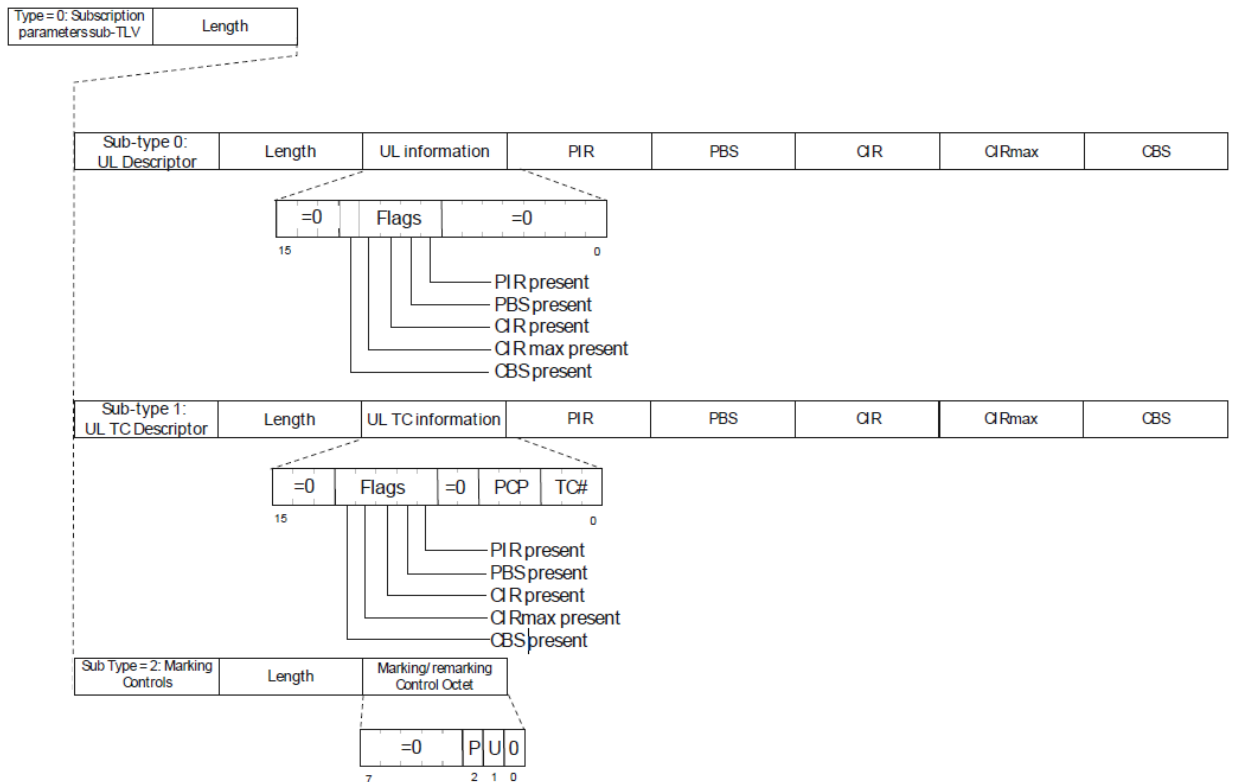 Type = 0: Subscription
parameters sub-TLV
Length
Sub-type 0:
UL Descriptor
Length
UL information
PIR
PBS
CIR
CIRmax
CBS
=0
Flags
=0
15
0
PIR present
PBS present
CIR present
CIR max present
CBS present
Sub-type 1:
UL TC Descriptor
Length
UL TC information
PIR
PBS
CIR
CIRmax
CBS
=0
Flags
=0
PCP
TC#
15
0
PIR present
PBS present
CIR present
CIRmax present
CBS present
Sub Type = 2: Marking
Controls
Length
Marking/remarking
Control Octet
=0
P
U
0
7
2
1
0